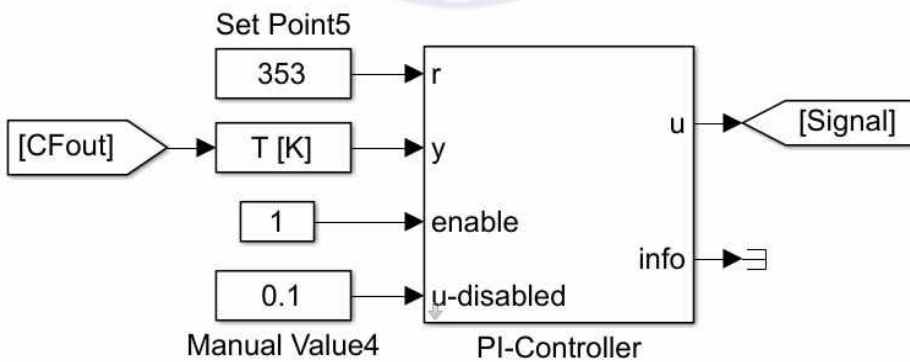 Set Point5
353
r
[CFout]
T [K]
y
u
[Signal]
1
enable
info
0.1
u-disabled
Manual Value4
PI-Controller